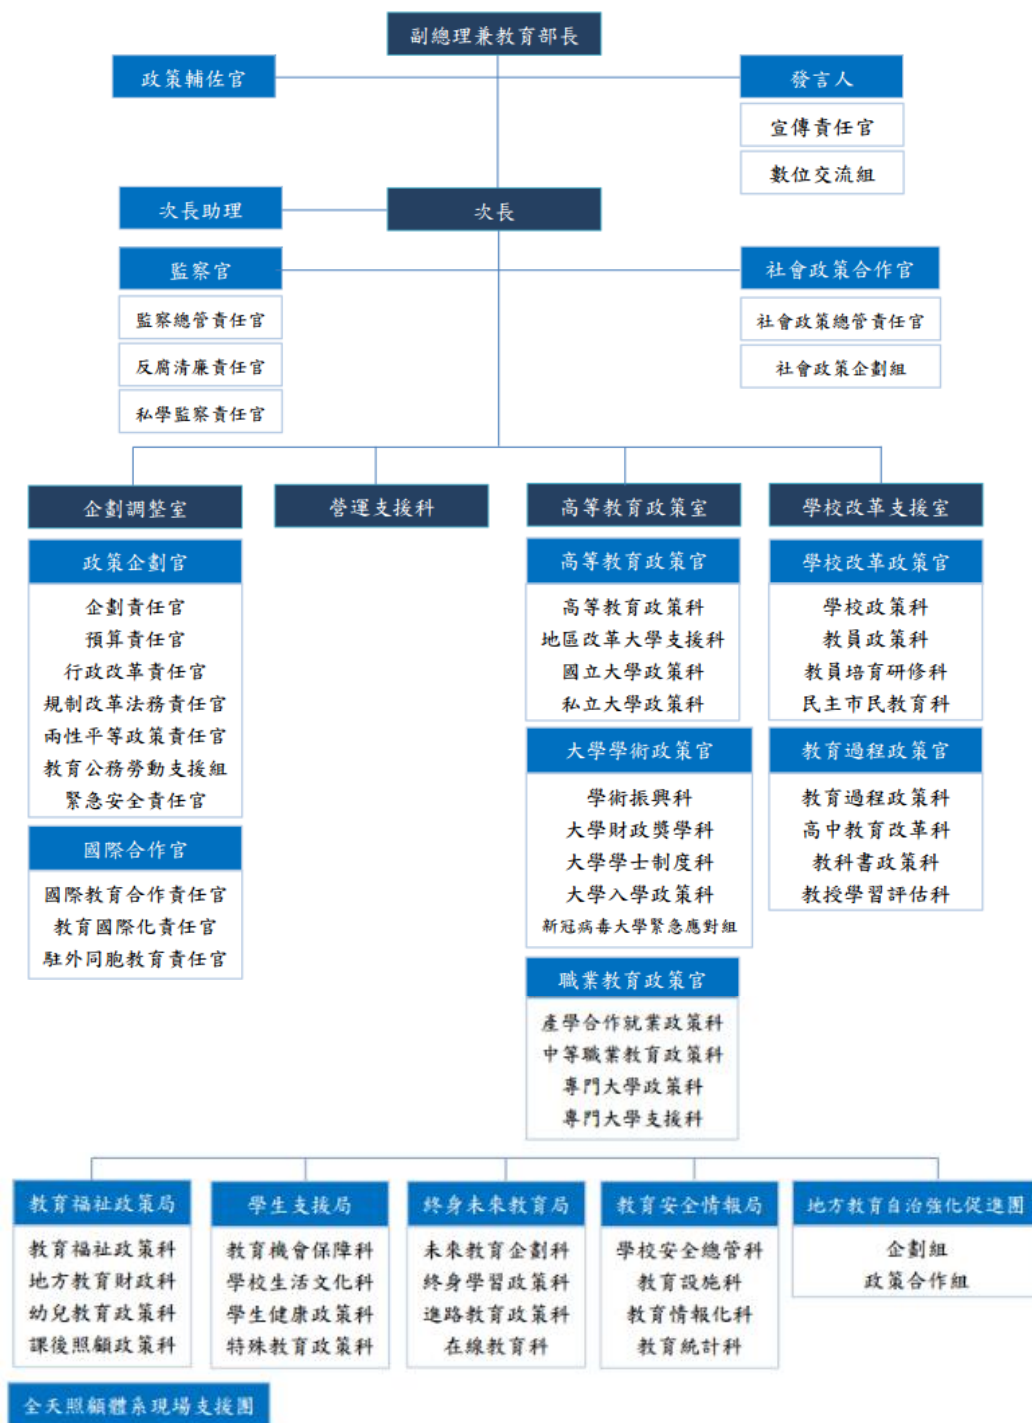 副總理兼教育部長
政策輔佐官
發言人
宣傳責任官
數位交流組
次長助理
次長
監察官
監察總管責任官
反腐清廉責任官
私學監察責任官
社會政策合作官
社會政策總管責任官
社會政策企劃組
企劃調整室
政策企劃官
企劃責任官
預算責任官
行政改革責任官
規制改革法務責任官
兩性平等政策責任官
教育公務勞動支援組
緊急安全責任官
國際合作官
國際教育合作責任官
教育國際化責任官
駐外同胞教育責任官
營運支援科
高等教育政策室
高等教育政策官
高等教育政策科
地區改革大學支援科
國立大學政策科
私立大學政策科
大學學術政策官
學術振興科
大學財政獎學科
大學學士制度科
大學入學政策科
新冠病毒大學緊急應對組
職業教育政策官
產學合作就業政策科
中等職業教育政策科
專門大學政策科
專門大學支援科
學校改革支援室
學校改革政策官
學校政策科
教員政策科
教員培育研修科
民主市民教育科
教育過程政策官
教育過程政策科
高中教育改革科
教科書政策科
教授學習評估科
教育福祉政策局
教育福祉政策科
地方教育財政科
幼兒教育政策科
課後照顧政策科
學生支援局
教育機會保障科
學校生活文化科
學生健康政策科
特殊教育政策科
終身未來教育局
未來教育企劃科
終身學習政策科
進路教育政策科
在線教育科
教育安全情報局
學校安全總管科
教育設施科
教育情報化科
教育統計科
地方教育自治強化促進團
企劃組
政策合作組
全天照顧體系現場支援團